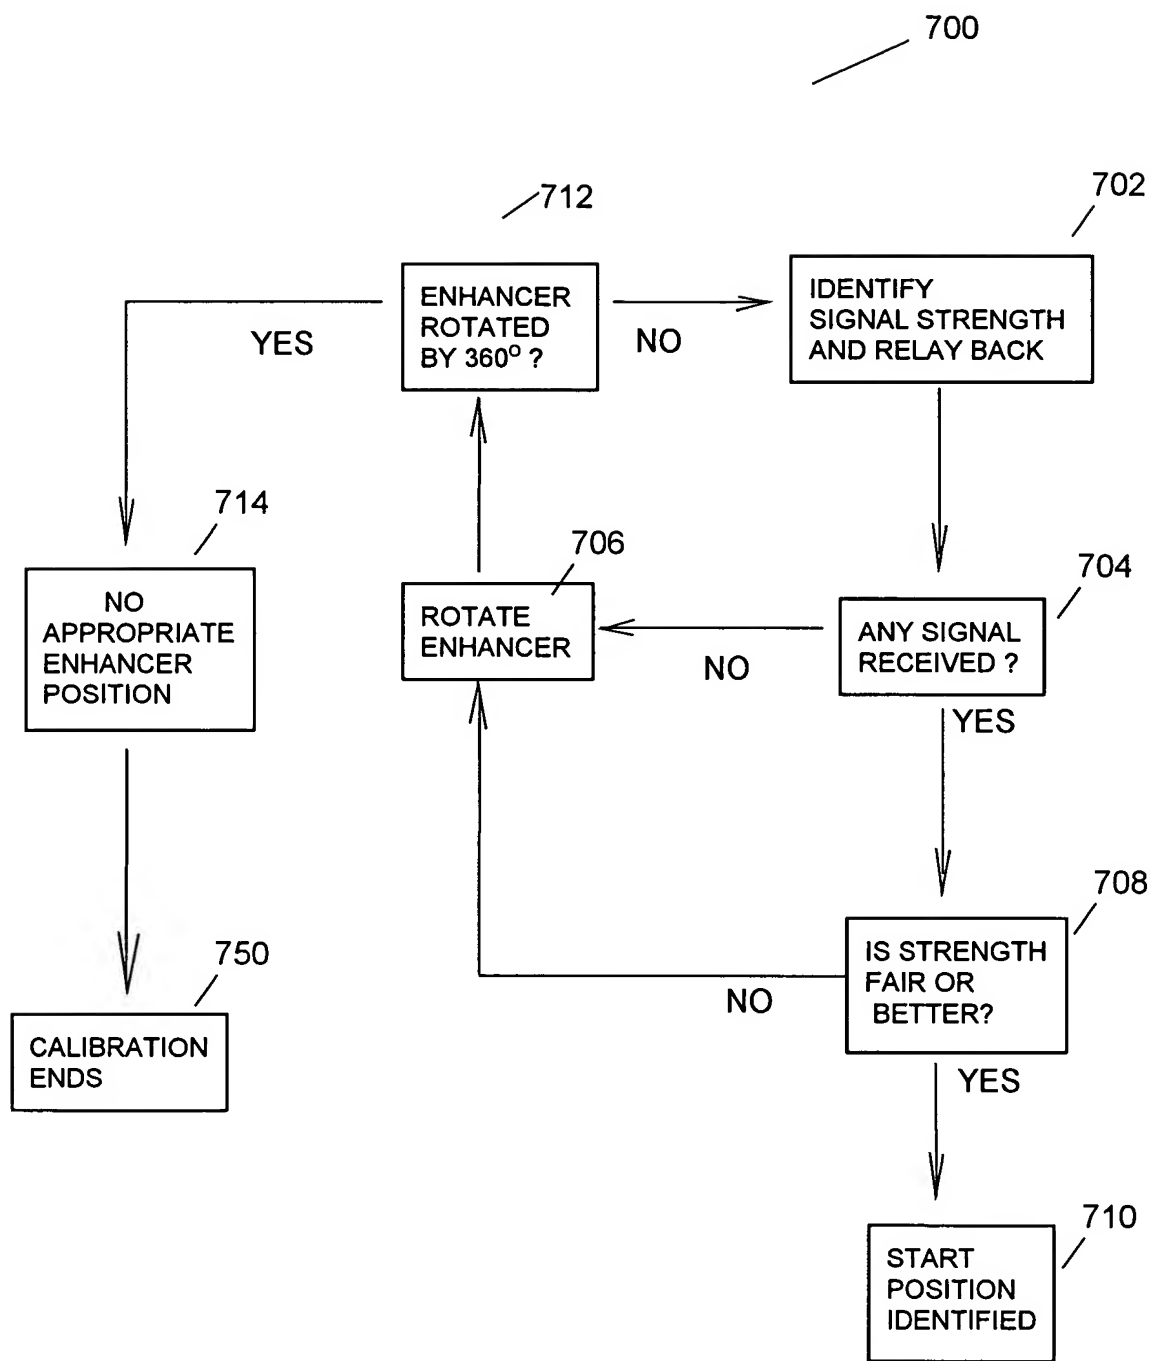 700
712
702
ENHANCER
ROTATED
BY 360° ?
YES
NO
IDENTIFY
SIGNAL STRENGTH
AND RELAY BACK
714
706
704
NO
APPROPRIATE
ENHANCER
POSITION
ROTATE
ENHANCER
NO
ANY SIGNAL
RECEIVED ?
YES
708
750
IS STRENGTH
FAIR OR
BETTER?
NO
CALIBRATION
ENDS
YES
710
START
POSITION
IDENTIFIED